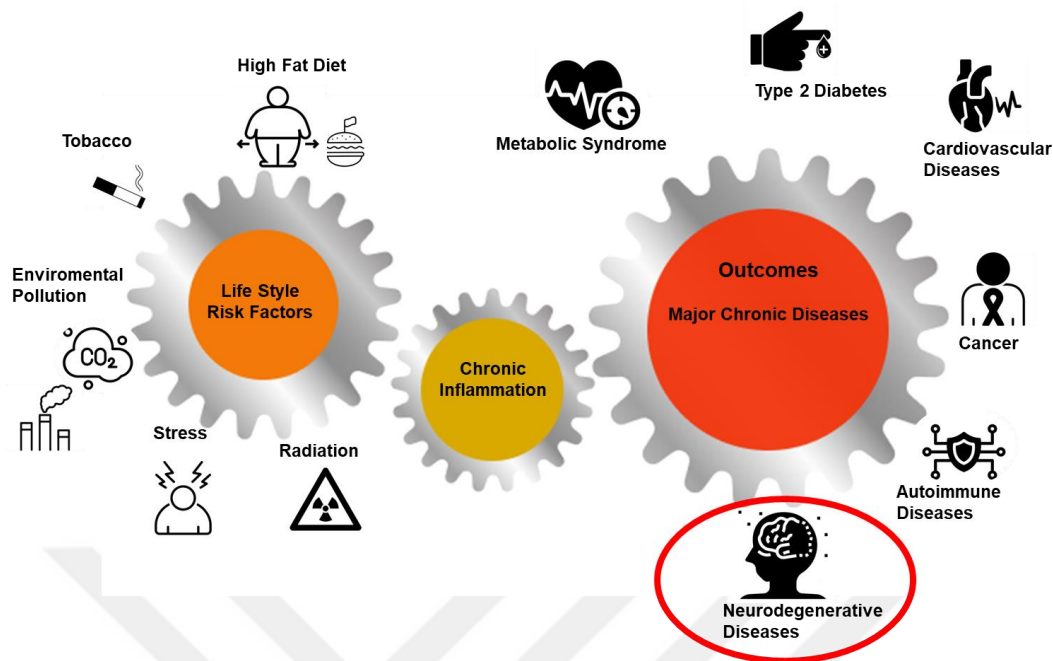 High Fat Diet
Tobacco
Enviromental
Pollution
CO2
Stress
Radiation
Life Style
Risk Factors
Chronic
Inflammation
Metabolic Syndrome
Type 2 Diabetes
Cardiovascular
Diseases
Outcomes
Major Chronic Diseases
Cancer
Autoimmune
Diseases
Neurodegenerative
Diseases